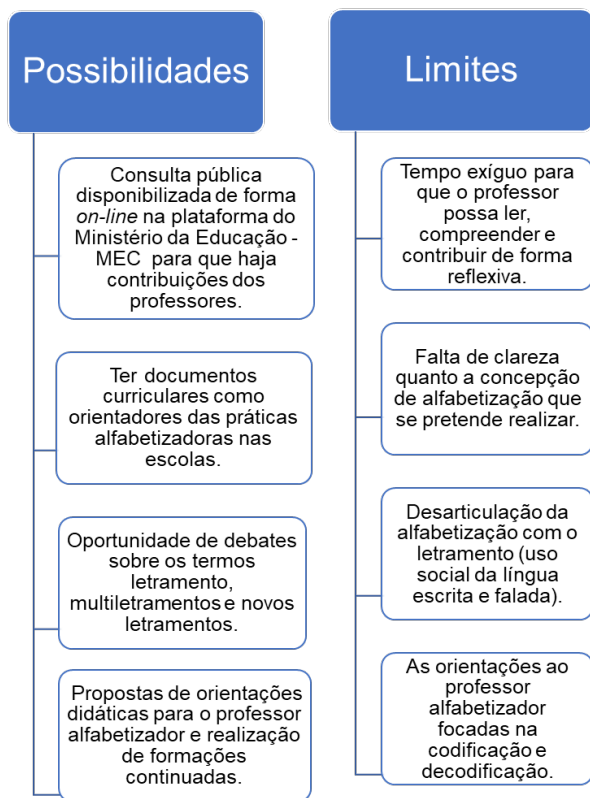 Possibilidades
Consulta pública
disponibilizada de forma
on-line na plataforma do
Ministério da Educação -
MEC para que haja
contribuições dos
professores.
Ter documentos
curriculares como
orientadores das práticas
alfabetizadoras nas
escolas.
Oportunidade de debates
sobre os termos
letramento,
multiletramentos e novos
letramentos.
Propostas de orientações
didáticas para o professor
alfabetizador e realização
de formações
continuadas.
Limites
Tempo exíguo para
que o professor
possa ler,
compreender e
contribuir de forma
reflexiva.
Falta de clareza
quanto a concepção
de alfabetização que
se pretende realizar.
Desarticulação da
alfabetização com o
letramento (uso
social da língua
escrita e falada).
As orientações ao
professor
alfabetizador
focadas na
codificação e
decodificação.